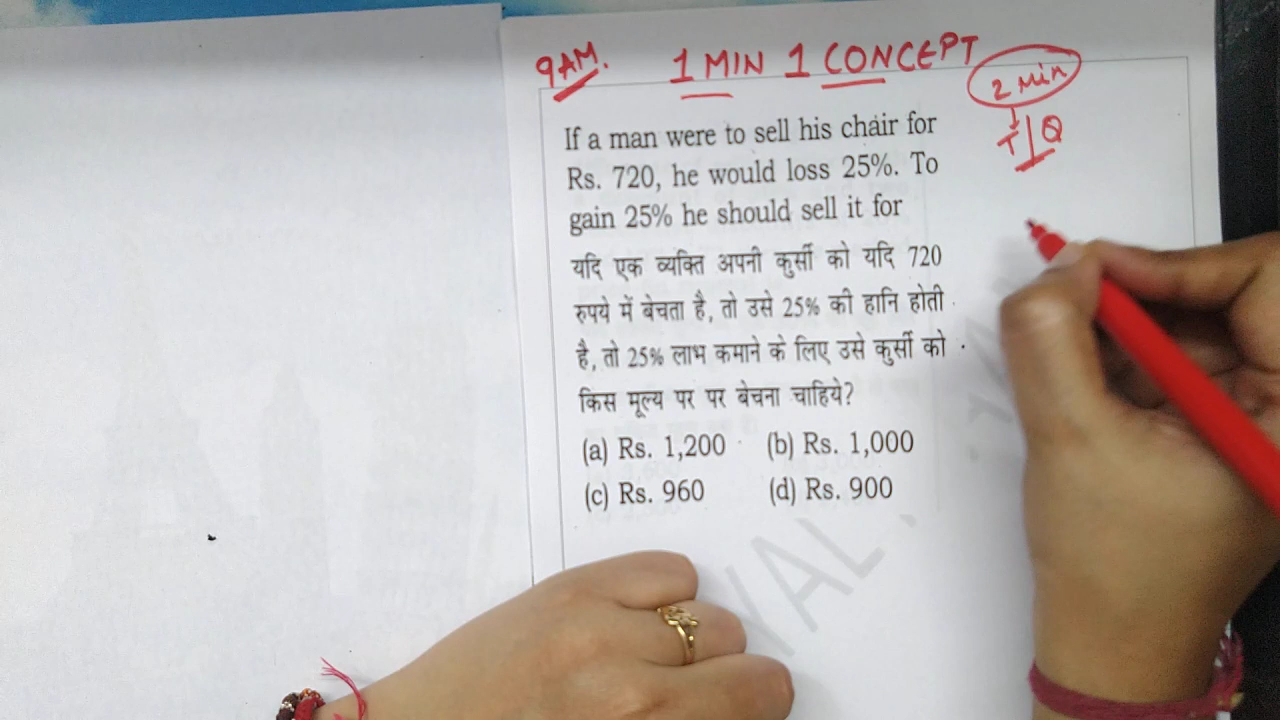 9AM. 1 MIN 1 CONCEPT
2 Min
T/Q
If a man were to sell his chair for
Rs. 720, he would loss 25%. To
gain 25% he should sell it for
यदि एक व्यक्ति अपनी कुर्सी को यदि 720
रुपये में बेचता है, तो उसे 25% की हानि होती
है, तो 25% लाभ कमाने के लिए उसे कुर्सी को
किस मूल्य पर पर बेचना चाहिये?
(a) Rs. 1,200 (b) Rs. 1,000
(c) Rs. 960 (d) Rs. 900